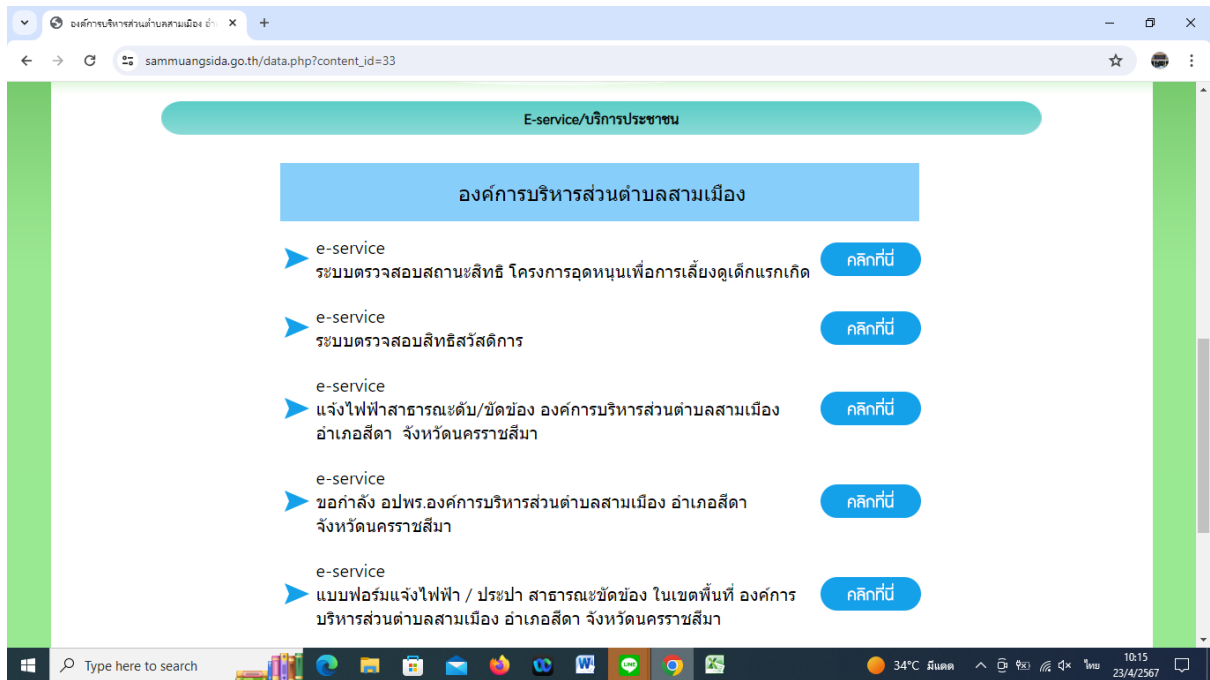 องค์การบริหารส่วนตำบลสามเมือง อำ
sammuangsida.go.th/data.php?content_id=33
E-service/บริการประชาชน
องค์การบริหารส่วนตำบลสามเมือง
e-service
ระบบตรวจสอบสถานะสิทธิ โครงการอุดหนุนเพื่อการเลี้ยงดูเด็กแรกเกิด
คลิกที่นี่
e-service
ระบบตรวจสอบสิทธิสวัสดิการ
คลิกที่นี่
e-service
แจ้งไฟฟ้าสาธารณะดับ/ขัดข้อง องค์การบริหารส่วนตำบลสามเมือง
อำเภอสีดา จังหวัดนครราชสีมา
คลิกที่นี่
e-service
ขอกำลัง อปพร.องค์การบริหารส่วนตำบลสามเมือง อำเภอสีดา
จังหวัดนครราชสีมา
คลิกที่นี่
e-service
แบบฟอร์มแจ้งไฟฟ้า / ประปา สาธารณะขัดข้อง ในเขตพื้นที่ องค์การ
บริหารส่วนตำบลสามเมือง อำเภอสีดา จังหวัดนครราชสีมา
คลิกที่นี่
Type here to search
34°C มีแดด
ไทย
10:15
23/4/2567